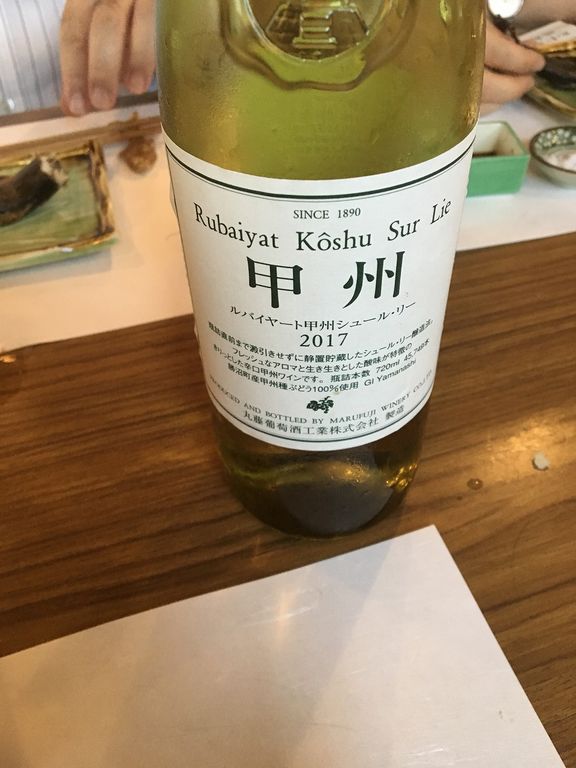 SINCE 1890
Rubaiyat Kôshu Sur Lie
甲州
ルバイヤート甲州シュール・リー
2017
瓶詰直前まで澱引きせずに静置貯蔵したシュール・リー醸造法。
フレッシュなアロマと生き生きとした酸味が特徴の
きりっとした辛口甲州ワインです。瓶詰本数 720ml 45,748本
勝沼町産甲州種ぶどう100%使用 GI Yamanashi
PRODUCED AND BOTTLED BY MARUFUJI WINERY CO.,LTD.
丸藤葡萄酒工業株式会社 製造